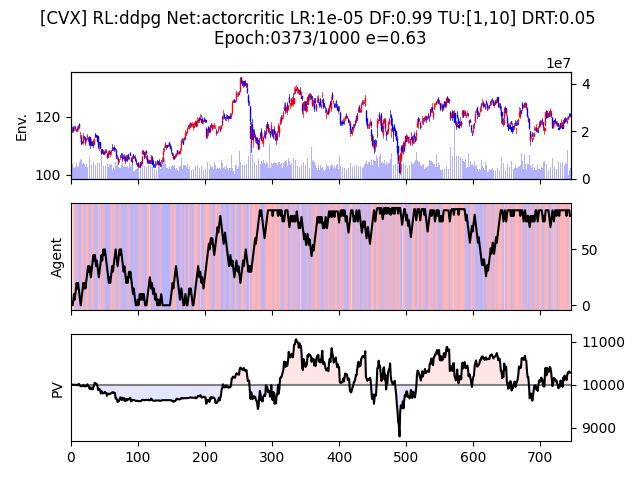 [CVX] RL:ddpg Net:actorcritic LR:1e-05 DF:0.99 TU:[1,10] DRT:0.05
Epoch:0373/1000 e=0.63
1e7
Env.
120
100
4
2
0
Agent
50
0
PV
11000
10000
9000
0 100 200 300 400 500 600 700